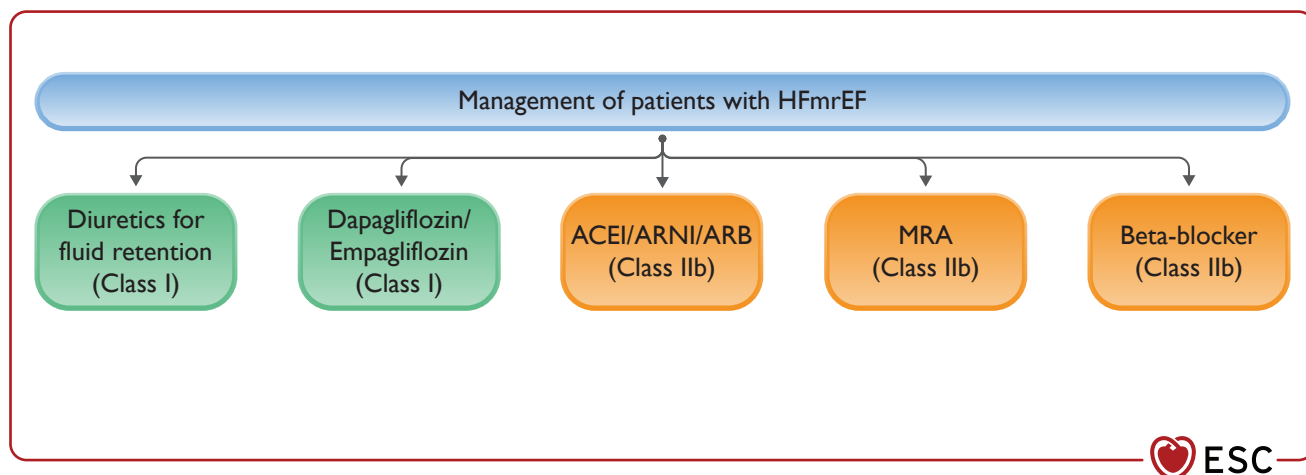 Management of patients with HFmrEF
Diuretics for
fluid retention
(Class I)
Dapagliflozin/
Empagliflozin
(Class I)
ACEI/ARNI/ARB
(Class IIb)
MRA
(Class IIb)
Beta-blocker
(Class IIb)
ESC